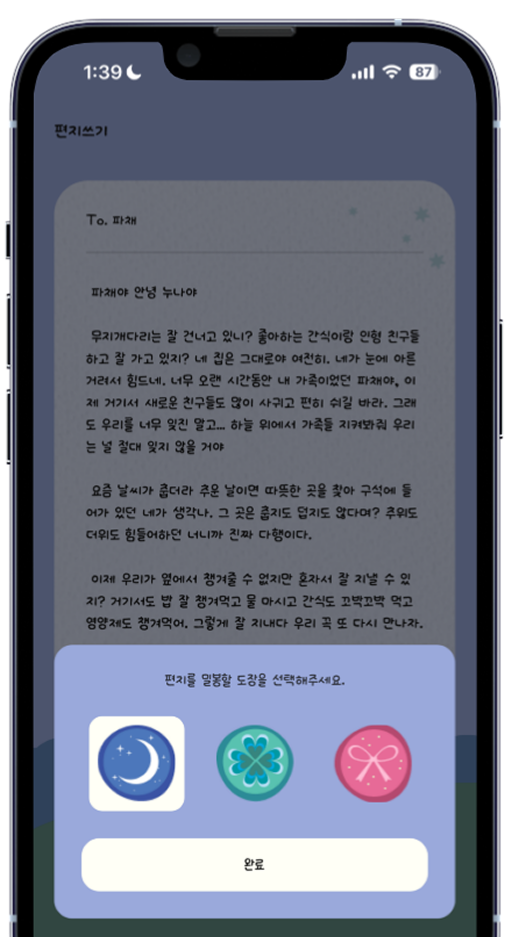 1:39
87
편지쓰기
To. 파채
파채야 안녕 누나야
무지개다리는 잘 건너고 있니? 좋아하는 간식이랑 인형 친구들
하고 잘 가고 있지? 네 집은 그대로야 여전히. 네가 눈에 아른
거려서 힘드네. 너무 오랜 시간동안 내 가족이었던 파채야, 이
제 거기서 새로운 친구들도 많이 사귀고 편히 쉬길 바라. 그래
도 우리를 너무 잊진 말고... 하늘 위에서 가족들 지켜봐줘 우리
는 널 절대 잊지 않을 거야
요즘 날씨가 춥더라 추운 날이면 따뜻한 곳을 찾아 구석에 들
어가 있던 네가 생각나. 그 곳은 춥지도 덥지도 않다며? 추위도
더위도 힘들어하던 너니까 진짜 다행이다.
이제 우리가 옆에서 챙겨줄 수 없지만 혼자서 잘 지낼 수 있
지? 거기서도 밥 잘 챙겨먹고 물 마시고 간식도 꼬박꼬박 먹고
영양제도 챙겨먹어. 그렇게 잘 지내다 우리 꼭 또 다시 만나자.
편지를 밀봉할 도장을 선택해주세요.
완료